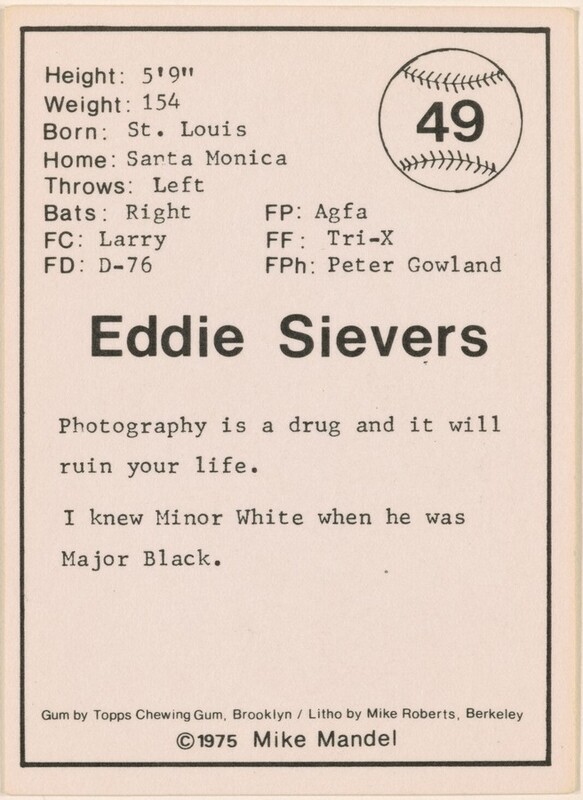 Height: 5'9"
Weight: 154
Born: St. Louis
Home: Santa Monica
Throws: Left
Bats: Right
FC: Larry
FD: D-76
FP: Agfa
FF: Tri-X
FPh: Peter Gowland
49
Eddie Sievers
Photography is a drug and it will
ruin your life.
I knew Minor White when he was
Major Black.
Gum by Topps Chewing Gum, Brooklyn / Litho by Mike Roberts, Berkeley
©1975 Mike Mandel